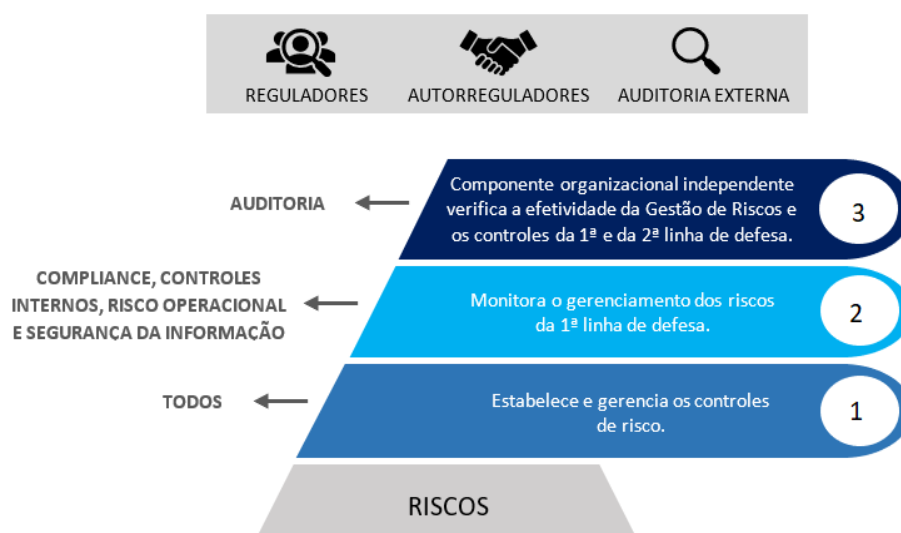 REGULADORES
AUTORREGULADORES
AUDITORIA EXTERNA
AUDITORIA
Componente organizacional independente
verifica a efetividade da Gestão de Riscos e
os controles da 1ª e da 2ª linha de defesa.
3
COMPLIANCE, CONTROLES
INTERNOS, RISCO OPERACIONAL
E SEGURANÇA DA INFORMAÇÃO
Monitora o gerenciamento dos riscos
da 1ª linha de defesa.
2
TODOS
Estabelece e gerencia os controles
de risco.
1
RISCOS